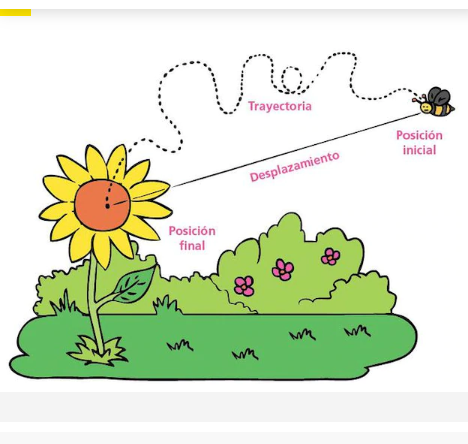 Trayectoria
Posición
inicial
Desplazamiento
Posición
final